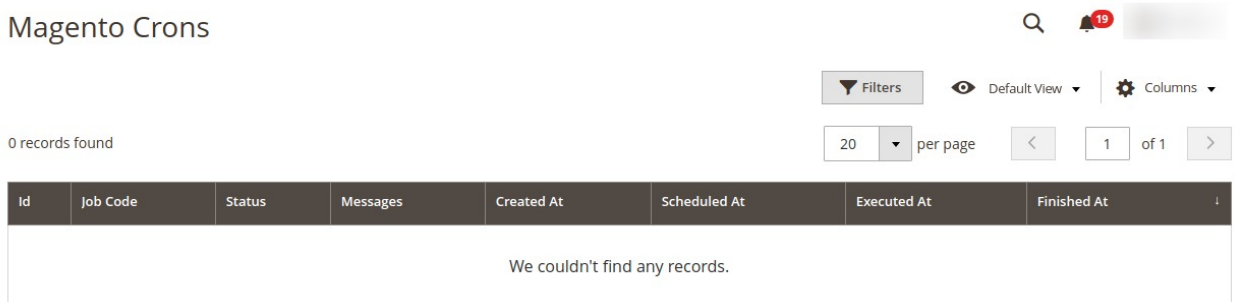 Magento Crons
19
Filters
Default View
Columns
0 records found
20 per page 1 of 1
Id Job Code Status Messages Created At Scheduled At Executed At Finished At ↓
We couldn't find any records.